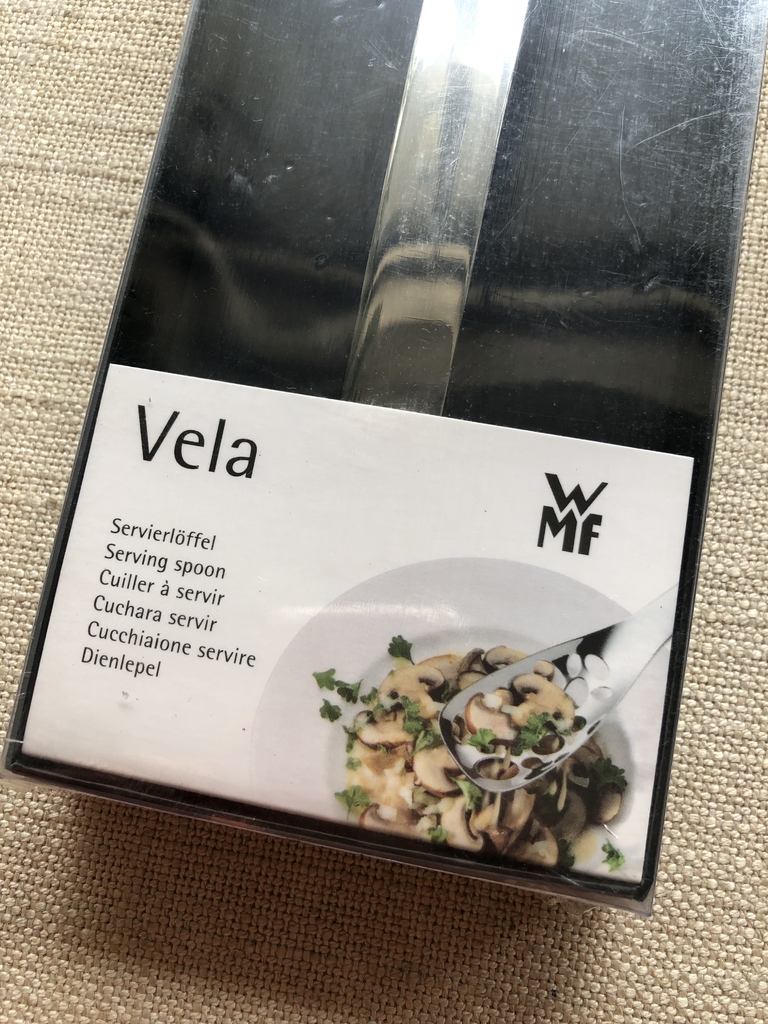 Vela
WMF
Servierlöffel
Serving spoon
Cuiller à servir
Cuchara servir
Cucchiaione servire
Dienlepel